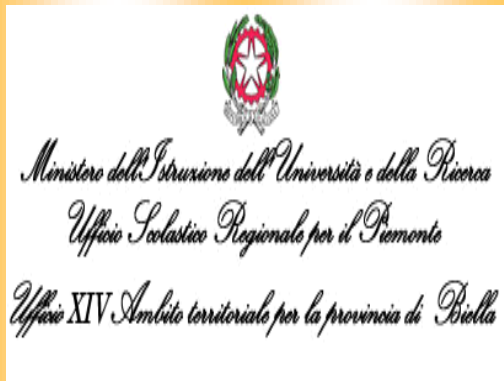 Ministero dell'Istruzione dell'Università e della Ricerca
Ufficio Scolastico Regionale per il Piemonte
Ufficio XIV Ambito territoriale per la provincia di Biella